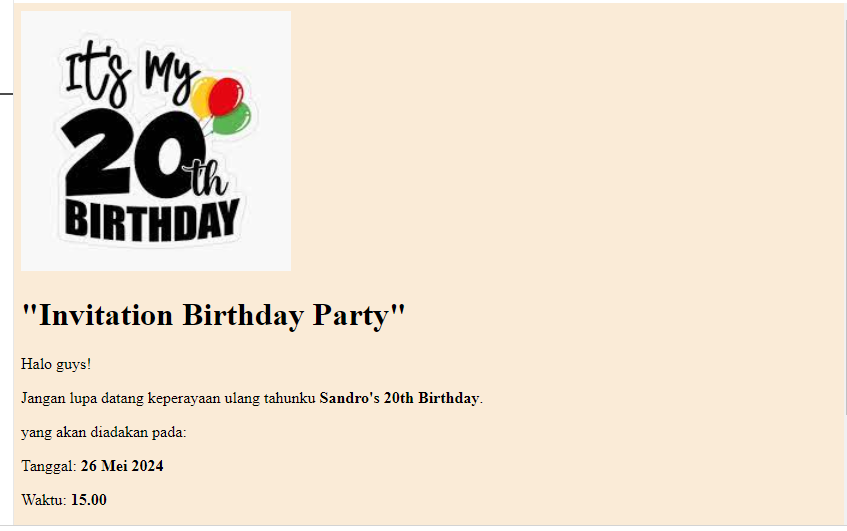 It's My
20th
BIRTHDAY
"Invitation Birthday Party"
Halo guys!
Jangan lupa datang keperayaan ulang tahunku Sandro's 20th Birthday.
yang akan diadakan pada:
Tanggal: 26 Mei 2024
Waktu: 15.00